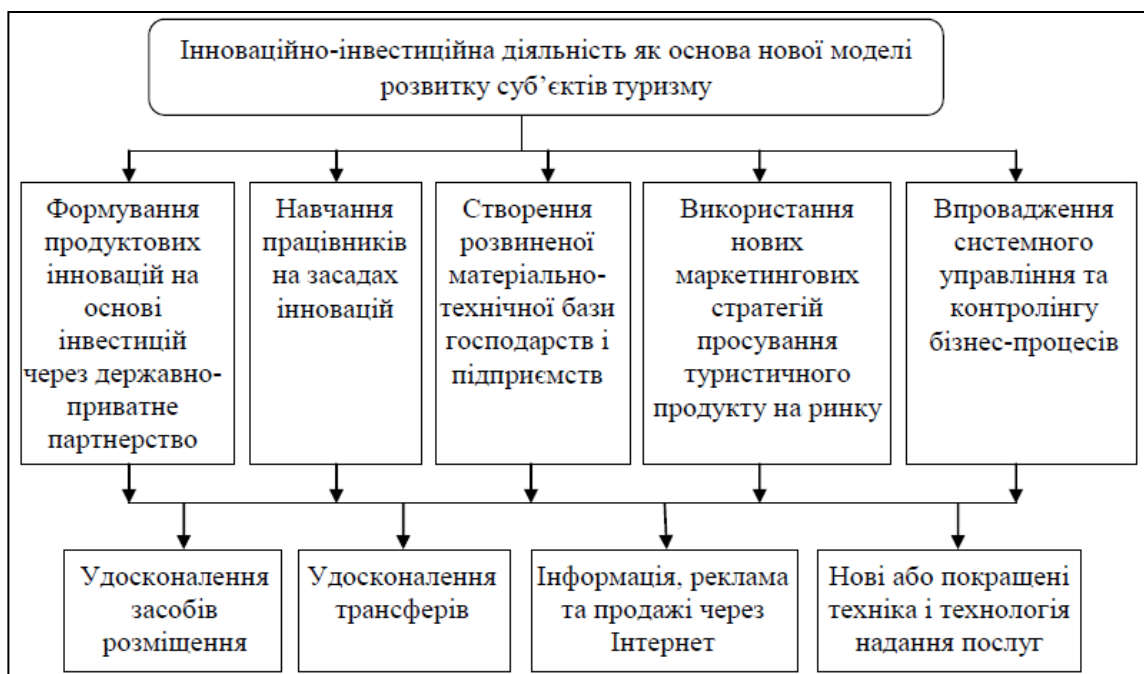 Інноваційно-інвестиційна діяльність як основа нової моделі
розвитку суб’єктів туризму
Формування
продуктових
інновацій на
основі
інвестицій
через державно-
приватне
партнерство
Навчання
працівників
на засадах
інновацій
Створення
розвиненої
матеріально-
технічної бази
господарств і
підприємств
Використання
нових
маркетингових
стратегій
просування
туристичного
продукту на ринку
Впровадження
системного
управління та
контролінгу
бізнес-процесів
Удосконалення
засобів
розміщення
Удосконалення
трансферів
Інформація, реклама
та продажі через
Інтернет
Нові або покращені
техніка і технологія
надання послуг